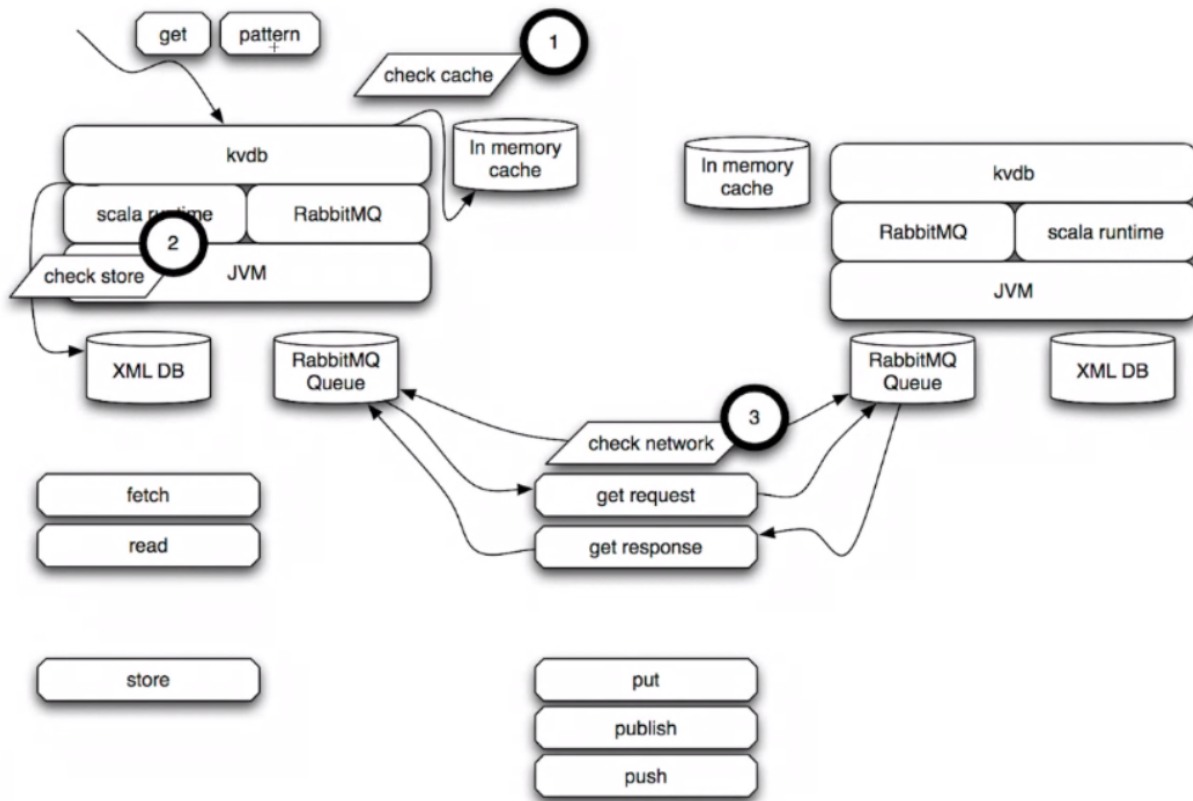 get
pattern
1
check cache
kvdb
In memory
cache
In memory
cache
kvdb
scala runtime
RabbitMQ
RabbitMQ
scala runtime
2
check store
JVM
JVM
XML DB
RabbitMQ
Queue
RabbitMQ
Queue
XML DB
3
check network
fetch
get request
read
get response
store
put
publish
push